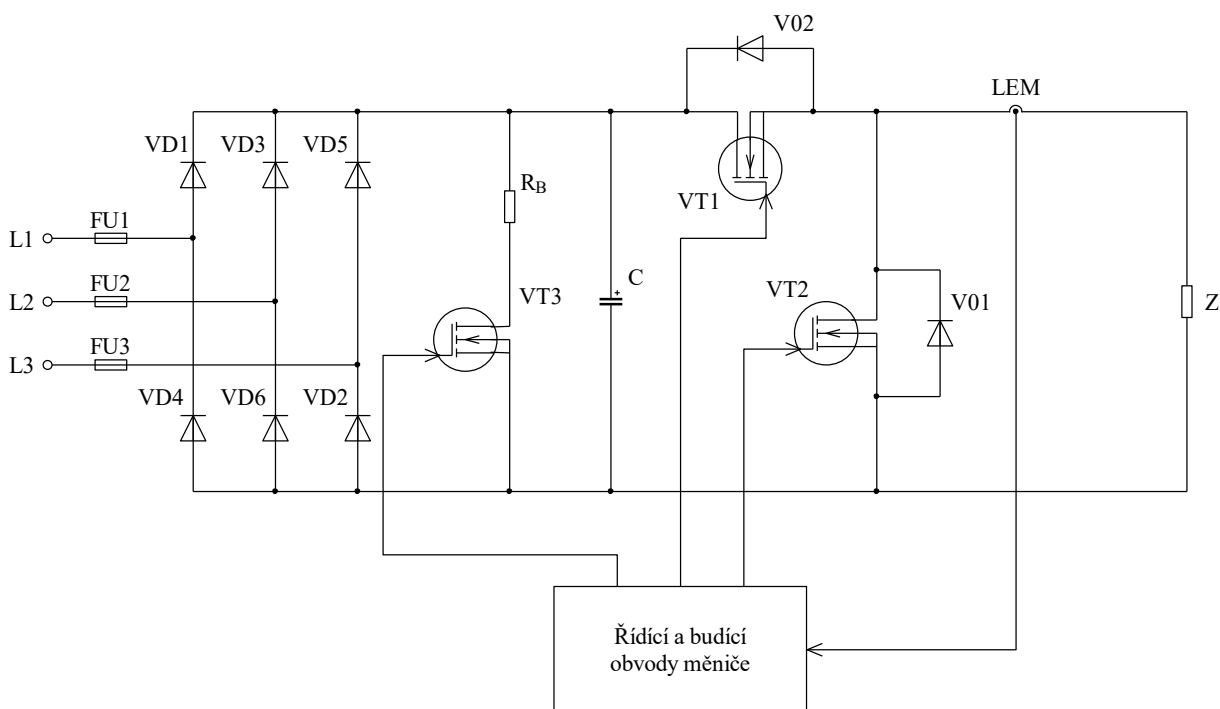 V02
LEM
VD1
VD3
VD5
R_B
VT1
FU1
L1
FU2
L2
C
VT3
VT2
V01
Z
FU3
L3
VD4
VD6
VD2
Řídící a budící
obvody měniče